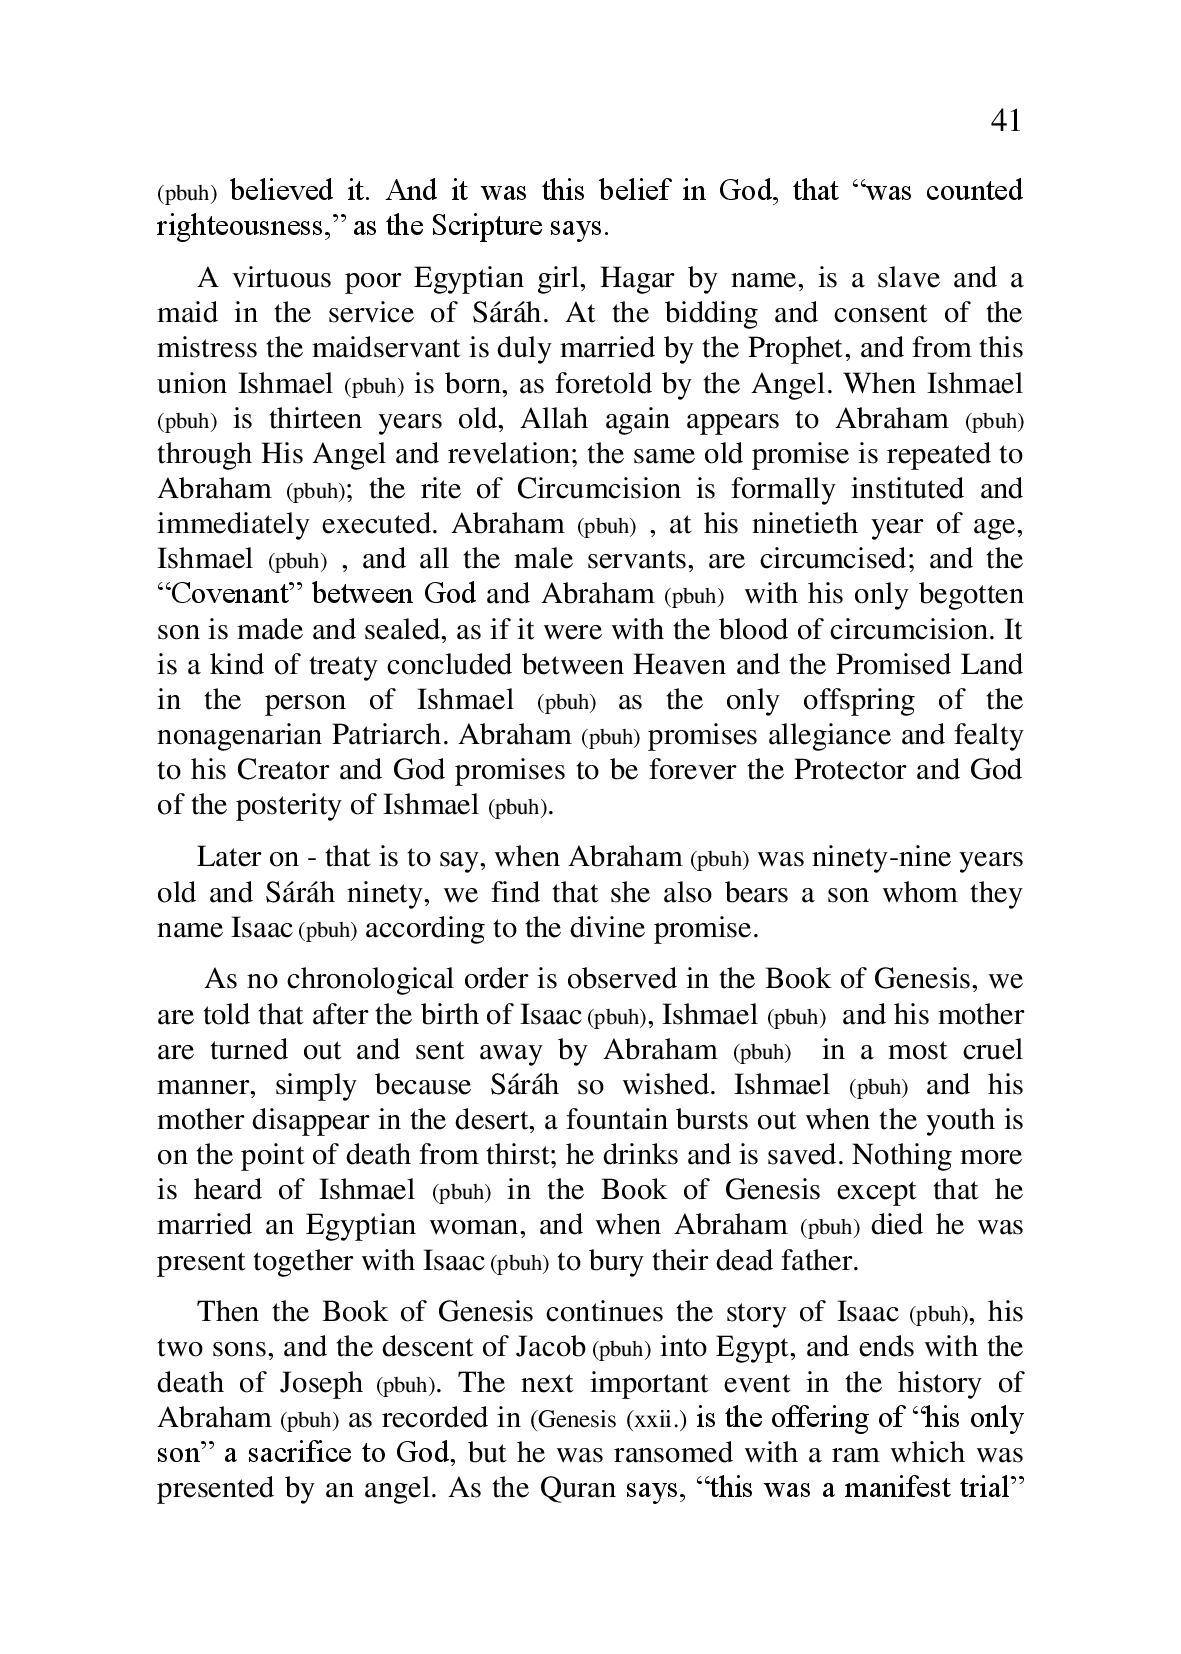 41
(pbuh) believed it. And it was this belief in God, that “was counted
righteousness,” as the Scripture says.
A virtuous poor Egyptian girl, Hagar by name, is a slave and a
maid in the service of Sáráh. At the bidding and consent of the
mistress the maidservant is duly married by the Prophet, and from this
union Ishmael (pbuh) is born, as foretold by the Angel. When Ishmael
(pbuh) is thirteen years old, Allah again appears to Abraham (pbuh)
through His Angel and revelation; the same old promise is repeated to
Abraham (pbuh); the rite of Circumcision is formally instituted and
immediately executed. Abraham (pbuh) , at his ninetieth year of age,
Ishmael (pbuh) , and all the male servants, are circumcised; and the
“Covenant” between God and Abraham (pbuh) with his only begotten
son is made and sealed, as if it were with the blood of circumcision. It
is a kind of treaty concluded between Heaven and the Promised Land
in the person of Ishmael (pbuh) as the only offspring of the
nonagenarian Patriarch. Abraham (pbuh) promises allegiance and fealty
to his Creator and God promises to be forever the Protector and God
of the posterity of Ishmael (pbuh).
Later on - that is to say, when Abraham (pbuh) was ninety-nine years
old and Sáráh ninety, we find that she also bears a son whom they
name Isaac (pbuh) according to the divine promise.
As no chronological order is observed in the Book of Genesis, we
are told that after the birth of Isaac (pbuh), Ishmael (pbuh) and his mother
are turned out and sent away by Abraham (pbuh) in a most cruel
manner, simply because Sáráh so wished. Ishmael (pbuh) and his
mother disappear in the desert, a fountain bursts out when the youth is
on the point of death from thirst; he drinks and is saved. Nothing more
is heard of Ishmael (pbuh) in the Book of Genesis except that he
married an Egyptian woman, and when Abraham (pbuh) died he was
present together with Isaac (pbuh) to bury their dead father.
Then the Book of Genesis continues the story of Isaac (pbuh), his
two sons, and the descent of Jacob (pbuh) into Egypt, and ends with the
death of Joseph (pbuh). The next important event in the history of
Abraham (pbuh) as recorded in (Genesis (xxii.) is the offering of “his only
son” a sacrifice to God, but he was ransomed with a ram which was
presented by an angel. As the Quran says, “this was a manifest trial”